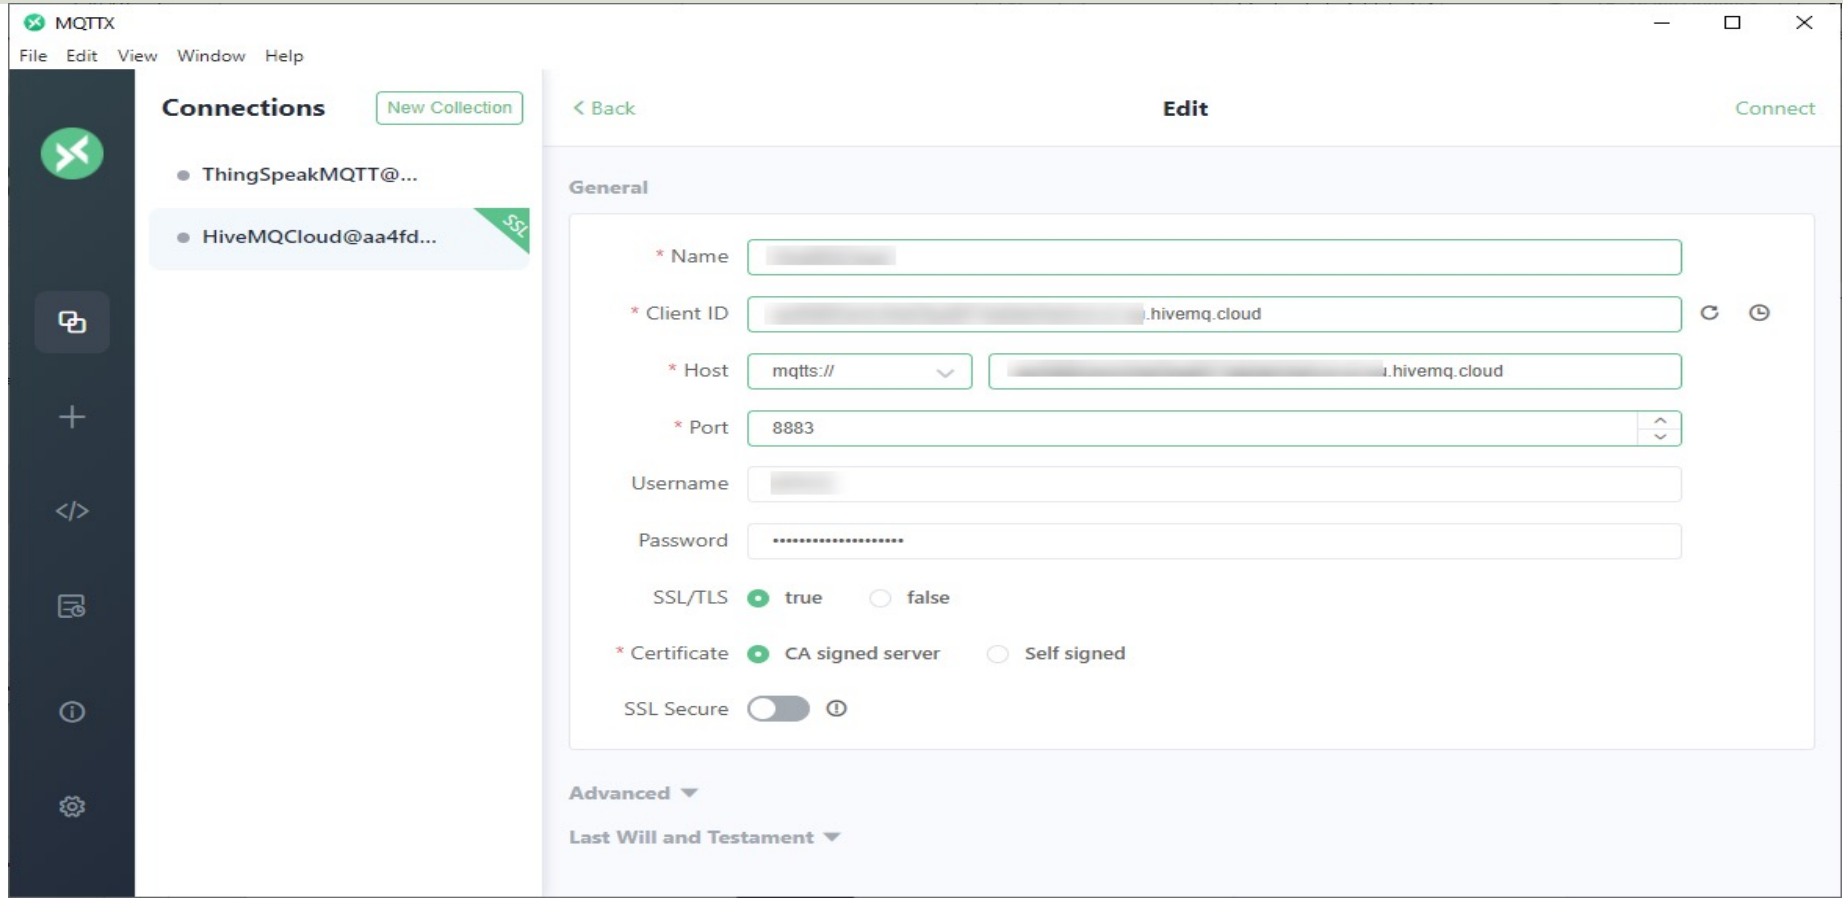 MQTTX
File Edit View Window Help
Connections New Collection
ThingSpeakMQTT@...
HiveMQCloud@aa4fd...
SSL
< Back Edit Connect
General
* Name
* Client ID .hivemq.cloud
* Host mqtts:// .hivemq.cloud
* Port 8883
Username
Password ••••••••••••••••••••
SSL/TLS true false
* Certificate CA signed server Self signed
SSL Secure
Advanced
Last Will and Testament